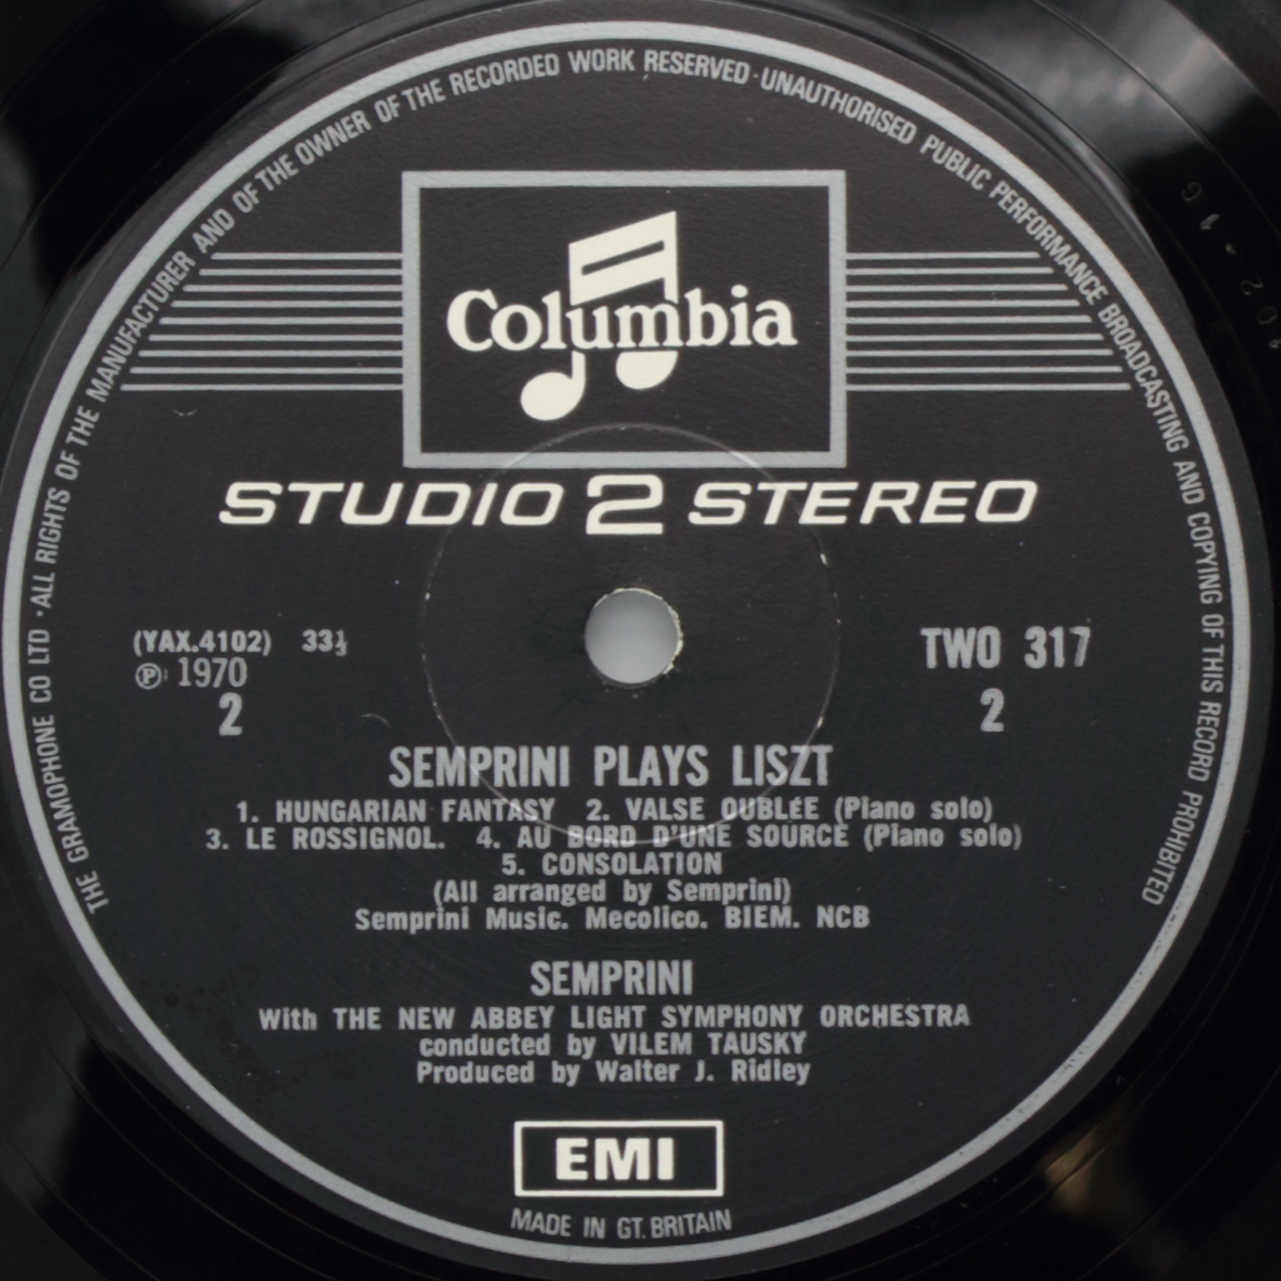 THE GRAMOPHONE CO LTD · ALL RIGHTS OF THE MANUFACTURER AND OF THE OWNER OF THE RECORDED WORK RESERVED · UNAUTHORISED PUBLIC PERFORMANCE BROADCASTING AND COPYING OF THIS RECORD PROHIBITED
Columbia
STUDIO 2 STEREO
(YAX.4102) 33⅓
℗ 1970
2
TWO 317
2
SEMPRINI PLAYS LISZT
1. HUNGARIAN FANTASY 2. VALSE OUBLÉE (Piano solo)
3. LE ROSSIGNOL. 4. AU BORD D'UNE SOURCE (Piano solo)
5. CONSOLATION
(All arranged by Semprini)
Semprini Music. Mecolico. BIEM. NCB
SEMPRINI
With THE NEW ABBEY LIGHT SYMPHONY ORCHESTRA
conducted by VILEM TAUSKY
Produced by Walter J. Ridley
EMI
MADE IN GT. BRITAIN